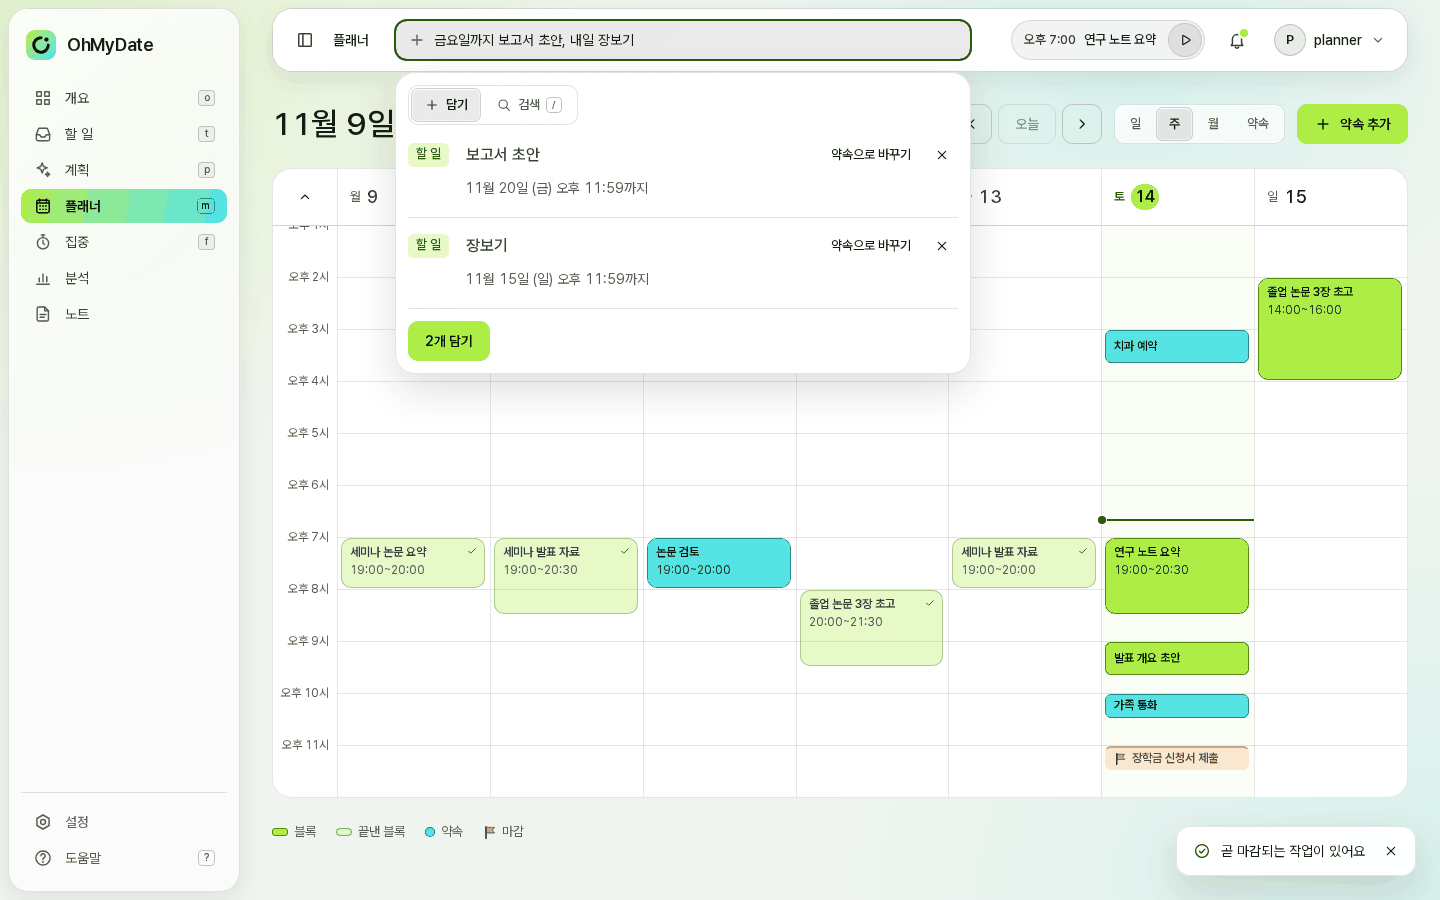 OhMyDate
개요
o
할 일
t
계획
p
플래너
m
집중
f
분석
노트
설정
도움말
?
플래너
금요일까지 보고서 초안, 내일 장보기
오후 7:00 연구 노트 요약
P planner
담기
검색 /
할 일
보고서 초안
약속으로 바꾸기
11월 20일 (금) 오후 11:59까지
할 일
장보기
약속으로 바꾸기
11월 15일 (일) 오후 11:59까지
2개 담기
11월 9일
오늘
일
주
월
약속
약속 추가
월 9
13
토 14
일 15
오후 2시
오후 3시
오후 4시
오후 5시
오후 6시
오후 7시
오후 8시
오후 9시
오후 10시
오후 11시
세미나 논문 요약
19:00~20:00
세미나 발표 자료
19:00~20:30
논문 검토
19:00~20:00
졸업 논문 3장 초고
20:00~21:30
세미나 발표 자료
19:00~20:00
치과 예약
연구 노트 요약
19:00~20:30
발표 개요 초안
가족 통화
장학금 신청서 제출
졸업 논문 3장 초고
14:00~16:00
블록
끝낸 블록
약속
마감
곧 마감되는 작업이 있어요